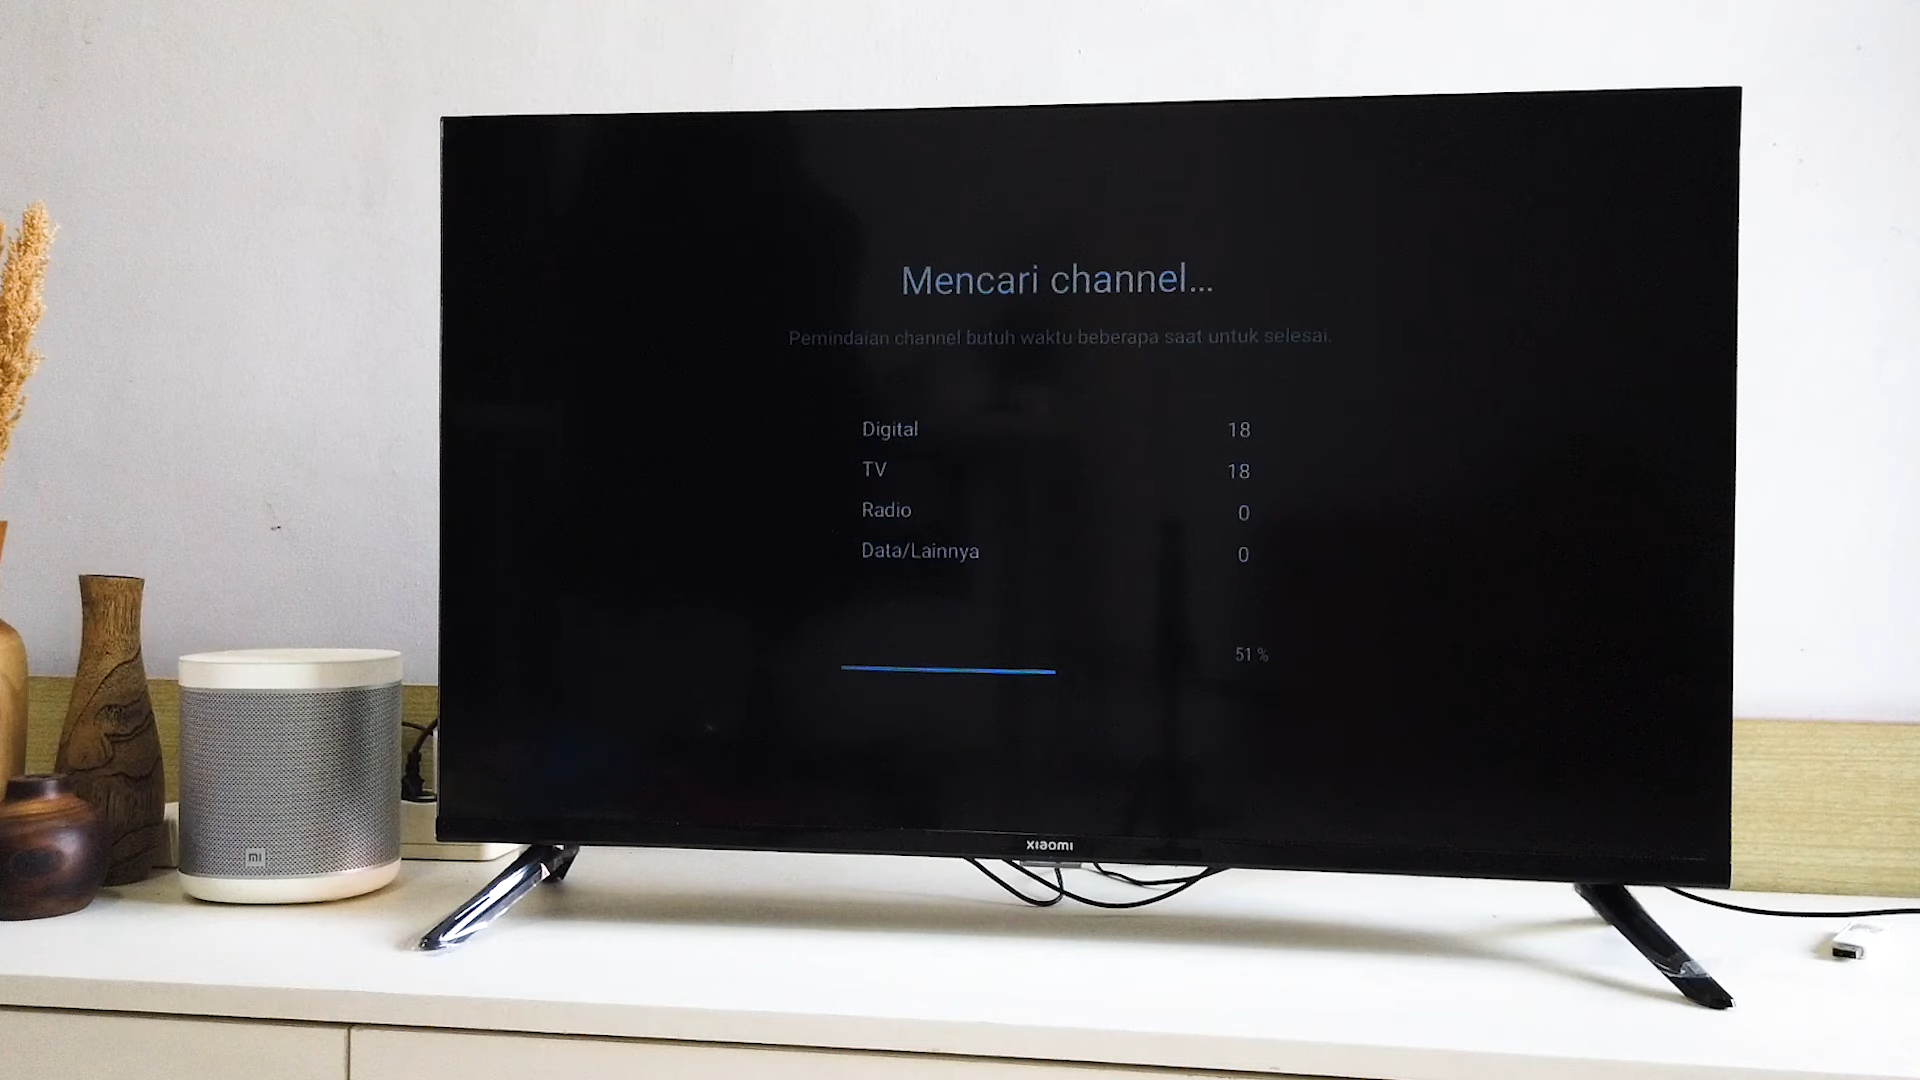 Mencari channel...
Pemindaian channel butuh waktu beberapa saat untuk selesai.
Digital 18
TV 18
Radio 0
Data/Lainnya 0
51 %
xiaomi
mi